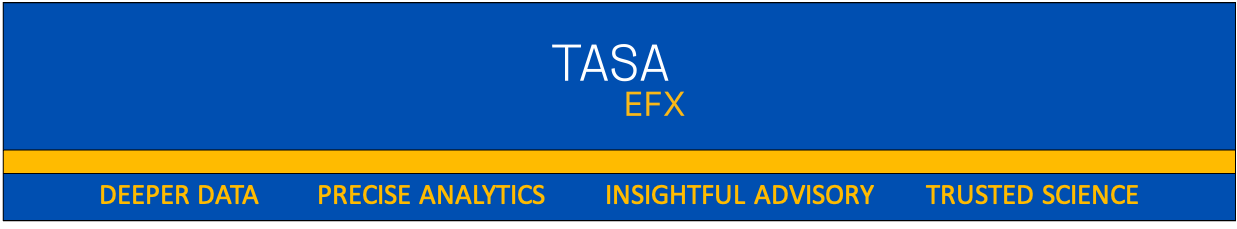 TASA
EFX
DEEPER DATA PRECISE ANALYTICS INSIGHTFUL ADVISORY TRUSTED SCIENCE